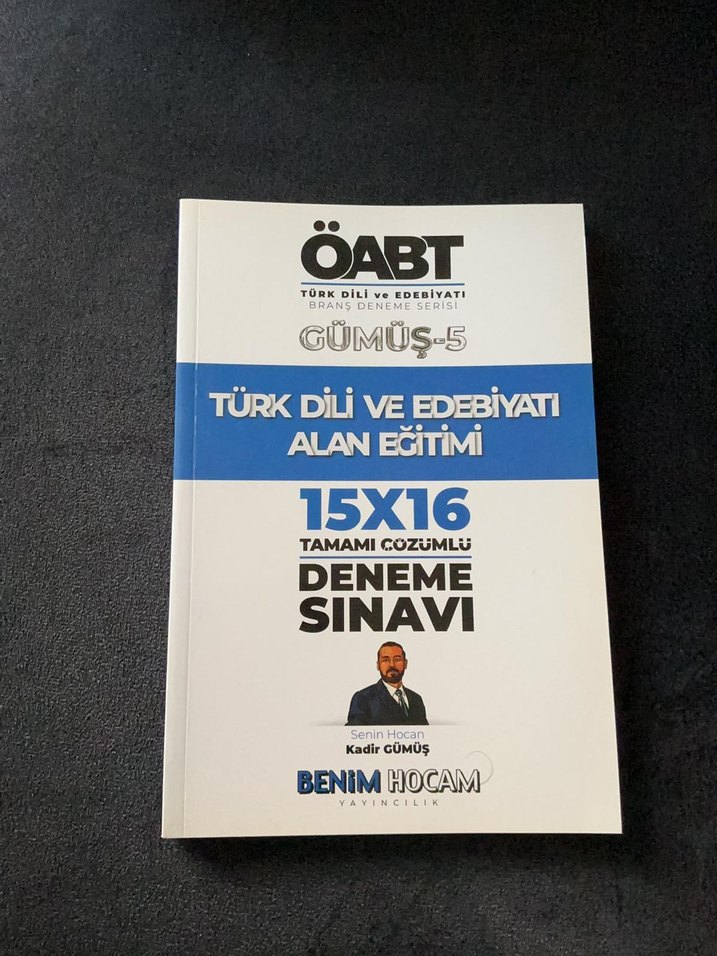 ÖABT
TÜRK DİLİ ve EDEBİYATI
BRANŞ DENEME SERİSİ
GÜMÜŞ-5
TÜRK DİLİ VE EDEBİYATI
ALAN EĞİTİMİ
15X16
TAMAMI ÇÖZÜMLÜ
DENEME
SINAVI
Senin Hocan
Kadir GÜMÜŞ
BENİM HOCAM
YAYINCILIK